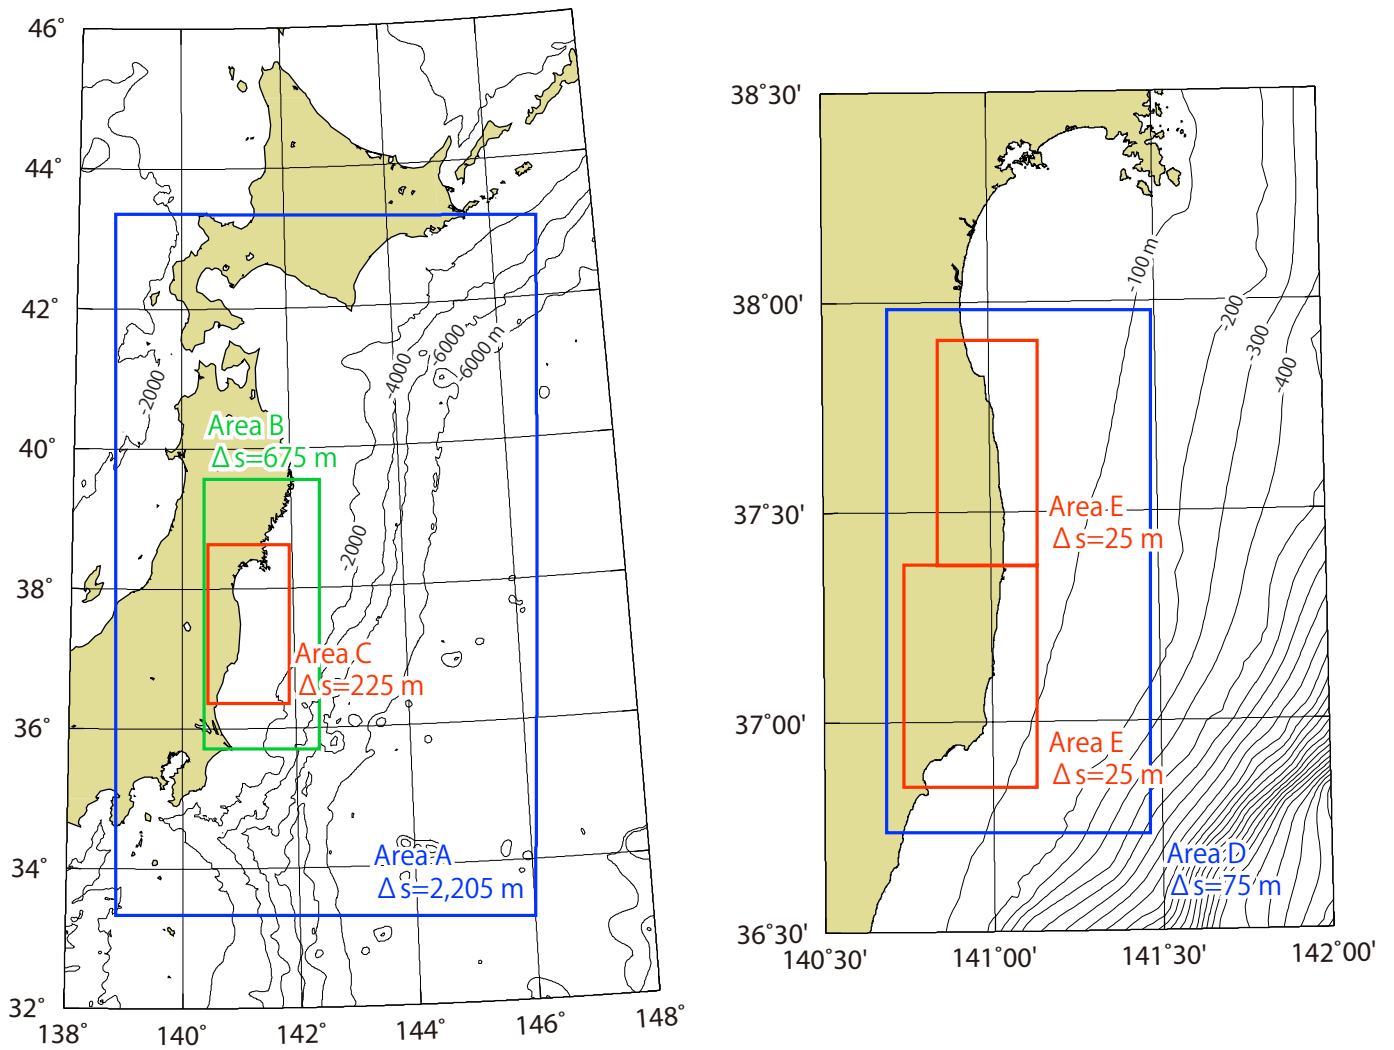 46˚
44˚
42˚
40˚
38˚
36˚
34˚
32˚
138˚
140˚
142˚
144˚
146˚
148˚
-2000
-4000
-6000
-6000 m
-2000
Area B
Δs=675 m
Area C
Δs=225 m
Area A
Δs=2,205 m
38˚30'
38˚00'
37˚30'
37˚00'
36˚30'
140˚30'
141˚00'
141˚30'
142˚00'
-100 m
-200
-300
-400
Area E
Δs=25 m
Area E
Δs=25 m
Area D
Δs=75 m